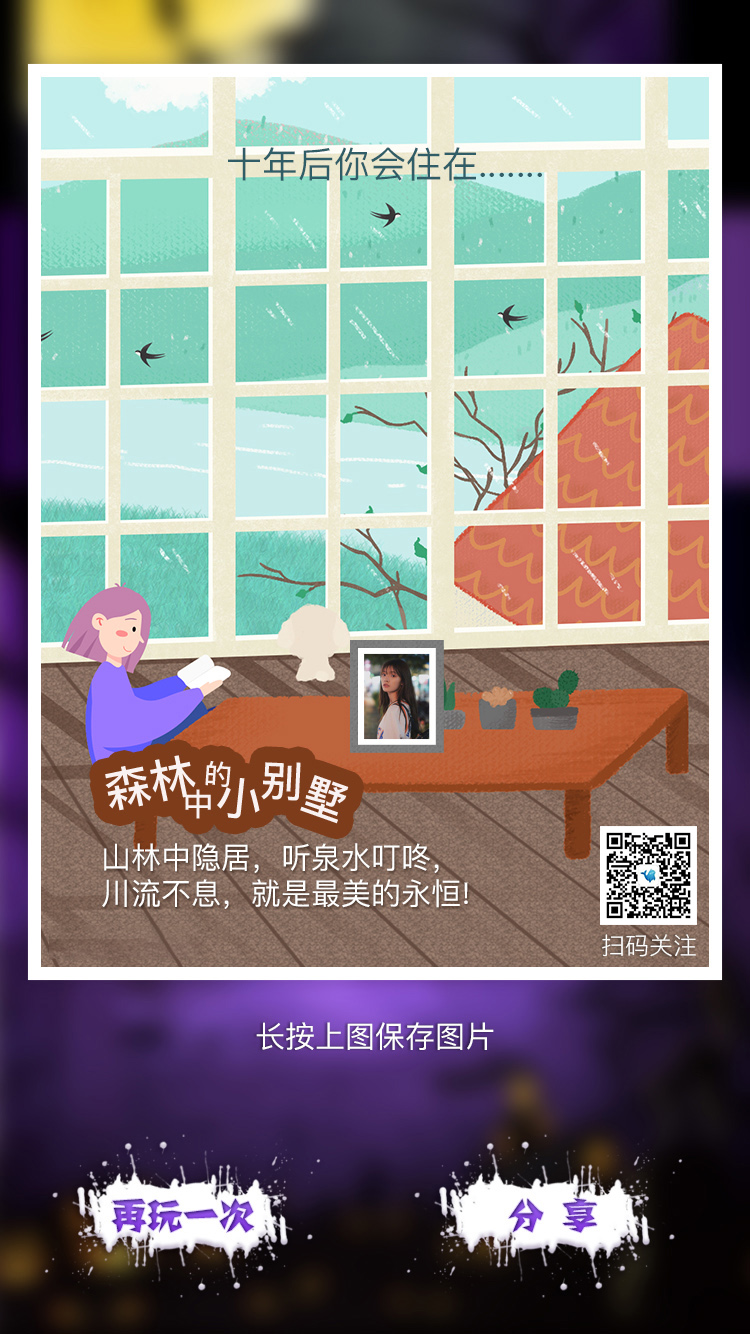 十年后你会住在.......
森林中的小别墅
山林中隐居，听泉水叮咚，
川流不息，就是最美的永恒!
扫码关注
长按上图保存图片
再玩一次
分享